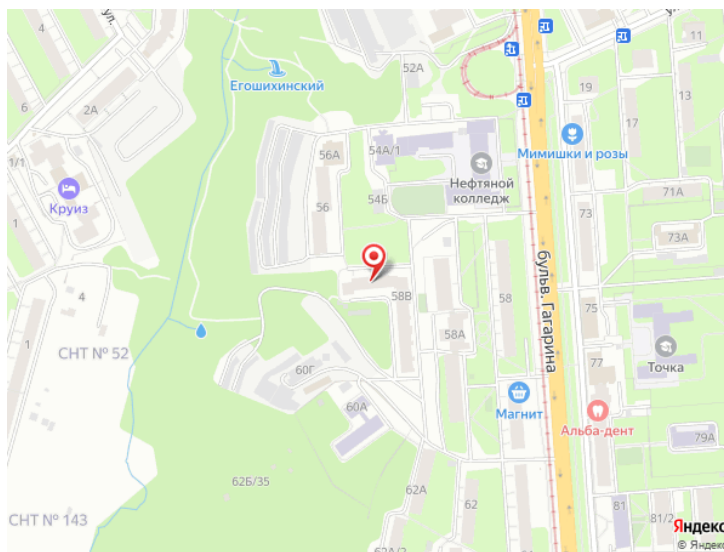 ул.
4
52А
11
6
2А
Егошихинский
19
13
17
Мимишки и розы
1/1
56А
54А/1
Нефтяной
колледж
Круиз
56
54Б
71А
73
73А
1
бульв. Гагарина
4
58В
58
75
58А
1
СНТ № 52
60Г
77
Точка
Магнит
60А
Альба-дент
79А
62Б/35
62А
62
81
81/2
СНТ № 143
Яндекс
© Яндекс
62А/2